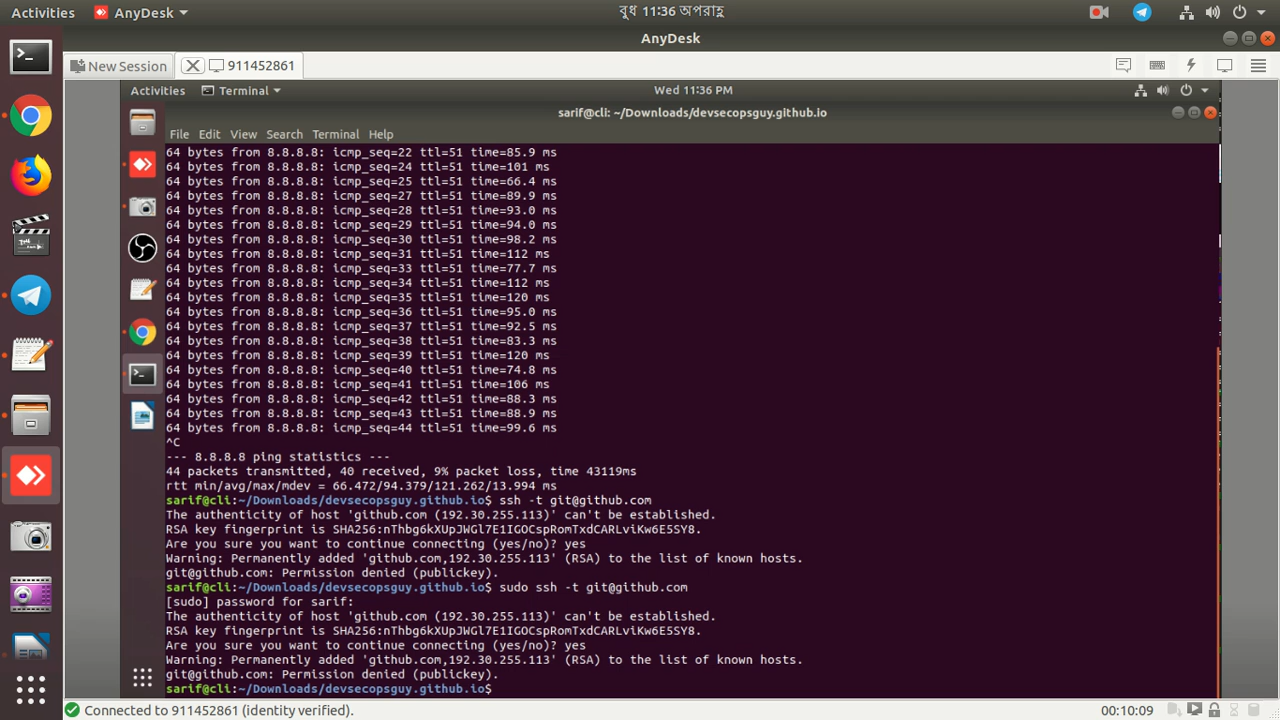 Activities
AnyDesk
বুধ 11:36 অপরাহ্ণ
AnyDesk
New Session
911452861
Activities
Terminal
Wed 11:36 PM
sarif@cli: ~/Downloads/devsecopsguy.github.io
File Edit View Search Terminal Help
64 bytes from 8.8.8.8: icmp_seq=22 ttl=51 time=85.9 ms
64 bytes from 8.8.8.8: icmp_seq=24 ttl=51 time=101 ms
64 bytes from 8.8.8.8: icmp_seq=25 ttl=51 time=66.4 ms
64 bytes from 8.8.8.8: icmp_seq=27 ttl=51 time=89.9 ms
64 bytes from 8.8.8.8: icmp_seq=28 ttl=51 time=93.0 ms
64 bytes from 8.8.8.8: icmp_seq=29 ttl=51 time=94.0 ms
64 bytes from 8.8.8.8: icmp_seq=30 ttl=51 time=98.2 ms
64 bytes from 8.8.8.8: icmp_seq=31 ttl=51 time=112 ms
64 bytes from 8.8.8.8: icmp_seq=33 ttl=51 time=77.7 ms
64 bytes from 8.8.8.8: icmp_seq=34 ttl=51 time=112 ms
64 bytes from 8.8.8.8: icmp_seq=35 ttl=51 time=120 ms
64 bytes from 8.8.8.8: icmp_seq=36 ttl=51 time=95.0 ms
64 bytes from 8.8.8.8: icmp_seq=37 ttl=51 time=92.5 ms
64 bytes from 8.8.8.8: icmp_seq=38 ttl=51 time=83.3 ms
64 bytes from 8.8.8.8: icmp_seq=39 ttl=51 time=120 ms
64 bytes from 8.8.8.8: icmp_seq=40 ttl=51 time=74.8 ms
64 bytes from 8.8.8.8: icmp_seq=41 ttl=51 time=106 ms
64 bytes from 8.8.8.8: icmp_seq=42 ttl=51 time=88.3 ms
64 bytes from 8.8.8.8: icmp_seq=43 ttl=51 time=88.9 ms
64 bytes from 8.8.8.8: icmp_seq=44 ttl=51 time=99.6 ms
^C
--- 8.8.8.8 ping statistics ---
44 packets transmitted, 40 received, 9% packet loss, time 43119ms
rtt min/avg/max/mdev = 66.472/94.379/121.262/13.994 ms
sarif@cli:~/Downloads/devsecopsguy.github.io$ ssh -t git@github.com
The authenticity of host 'github.com (192.30.255.113)' can't be established.
RSA key fingerprint is SHA256:nThbg6kXUpJWGl7E1IGOCspRomTxdCARLviKw6E5SY8.
Are you sure you want to continue connecting (yes/no)? yes
Warning: Permanently added 'github.com,192.30.255.113' (RSA) to the list of known hosts.
git@github.com: Permission denied (publickey).
sarif@cli:~/Downloads/devsecopsguy.github.io$ sudo ssh -t git@github.com
[sudo] password for sarif:
The authenticity of host 'github.com (192.30.255.113)' can't be established.
RSA key fingerprint is SHA256:nThbg6kXUpJWGl7E1IGOCspRomTxdCARLviKw6E5SY8.
Are you sure you want to continue connecting (yes/no)? yes
Warning: Permanently added 'github.com,192.30.255.113' (RSA) to the list of known hosts.
git@github.com: Permission denied (publickey).
sarif@cli:~/Downloads/devsecopsguy.github.io$
Connected to 911452861 (identity verified).
00:10:09